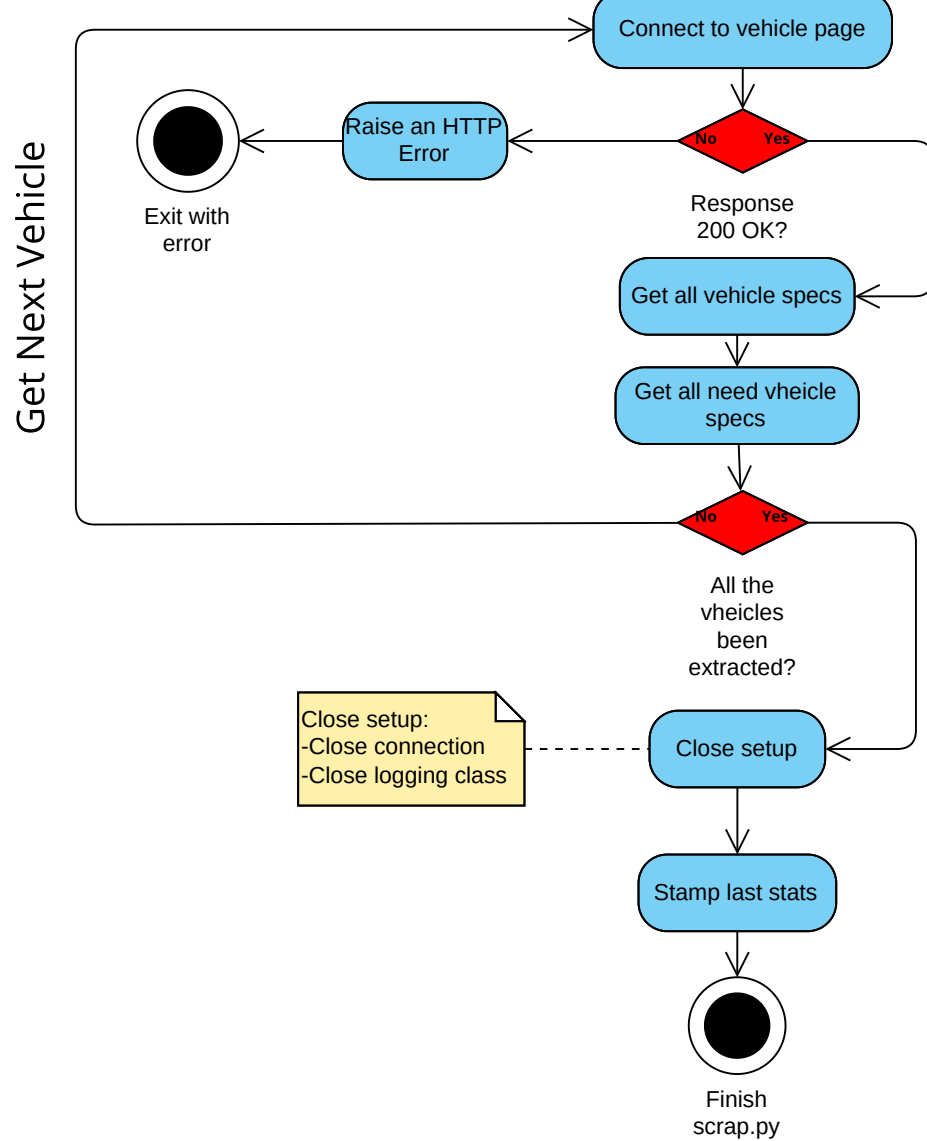 Connect to vehicle page
No
Yes
Raise an HTTP
Error
Exit with
error
Response
200 OK?
Get Next Vehicle
Get all vehicle specs
Get all need vheicle
specs
No
Yes
All the
vheicles
been
extracted?
Close setup:
-Close connection
-Close logging class
Close setup
Stamp last stats
Finish
scrap.py